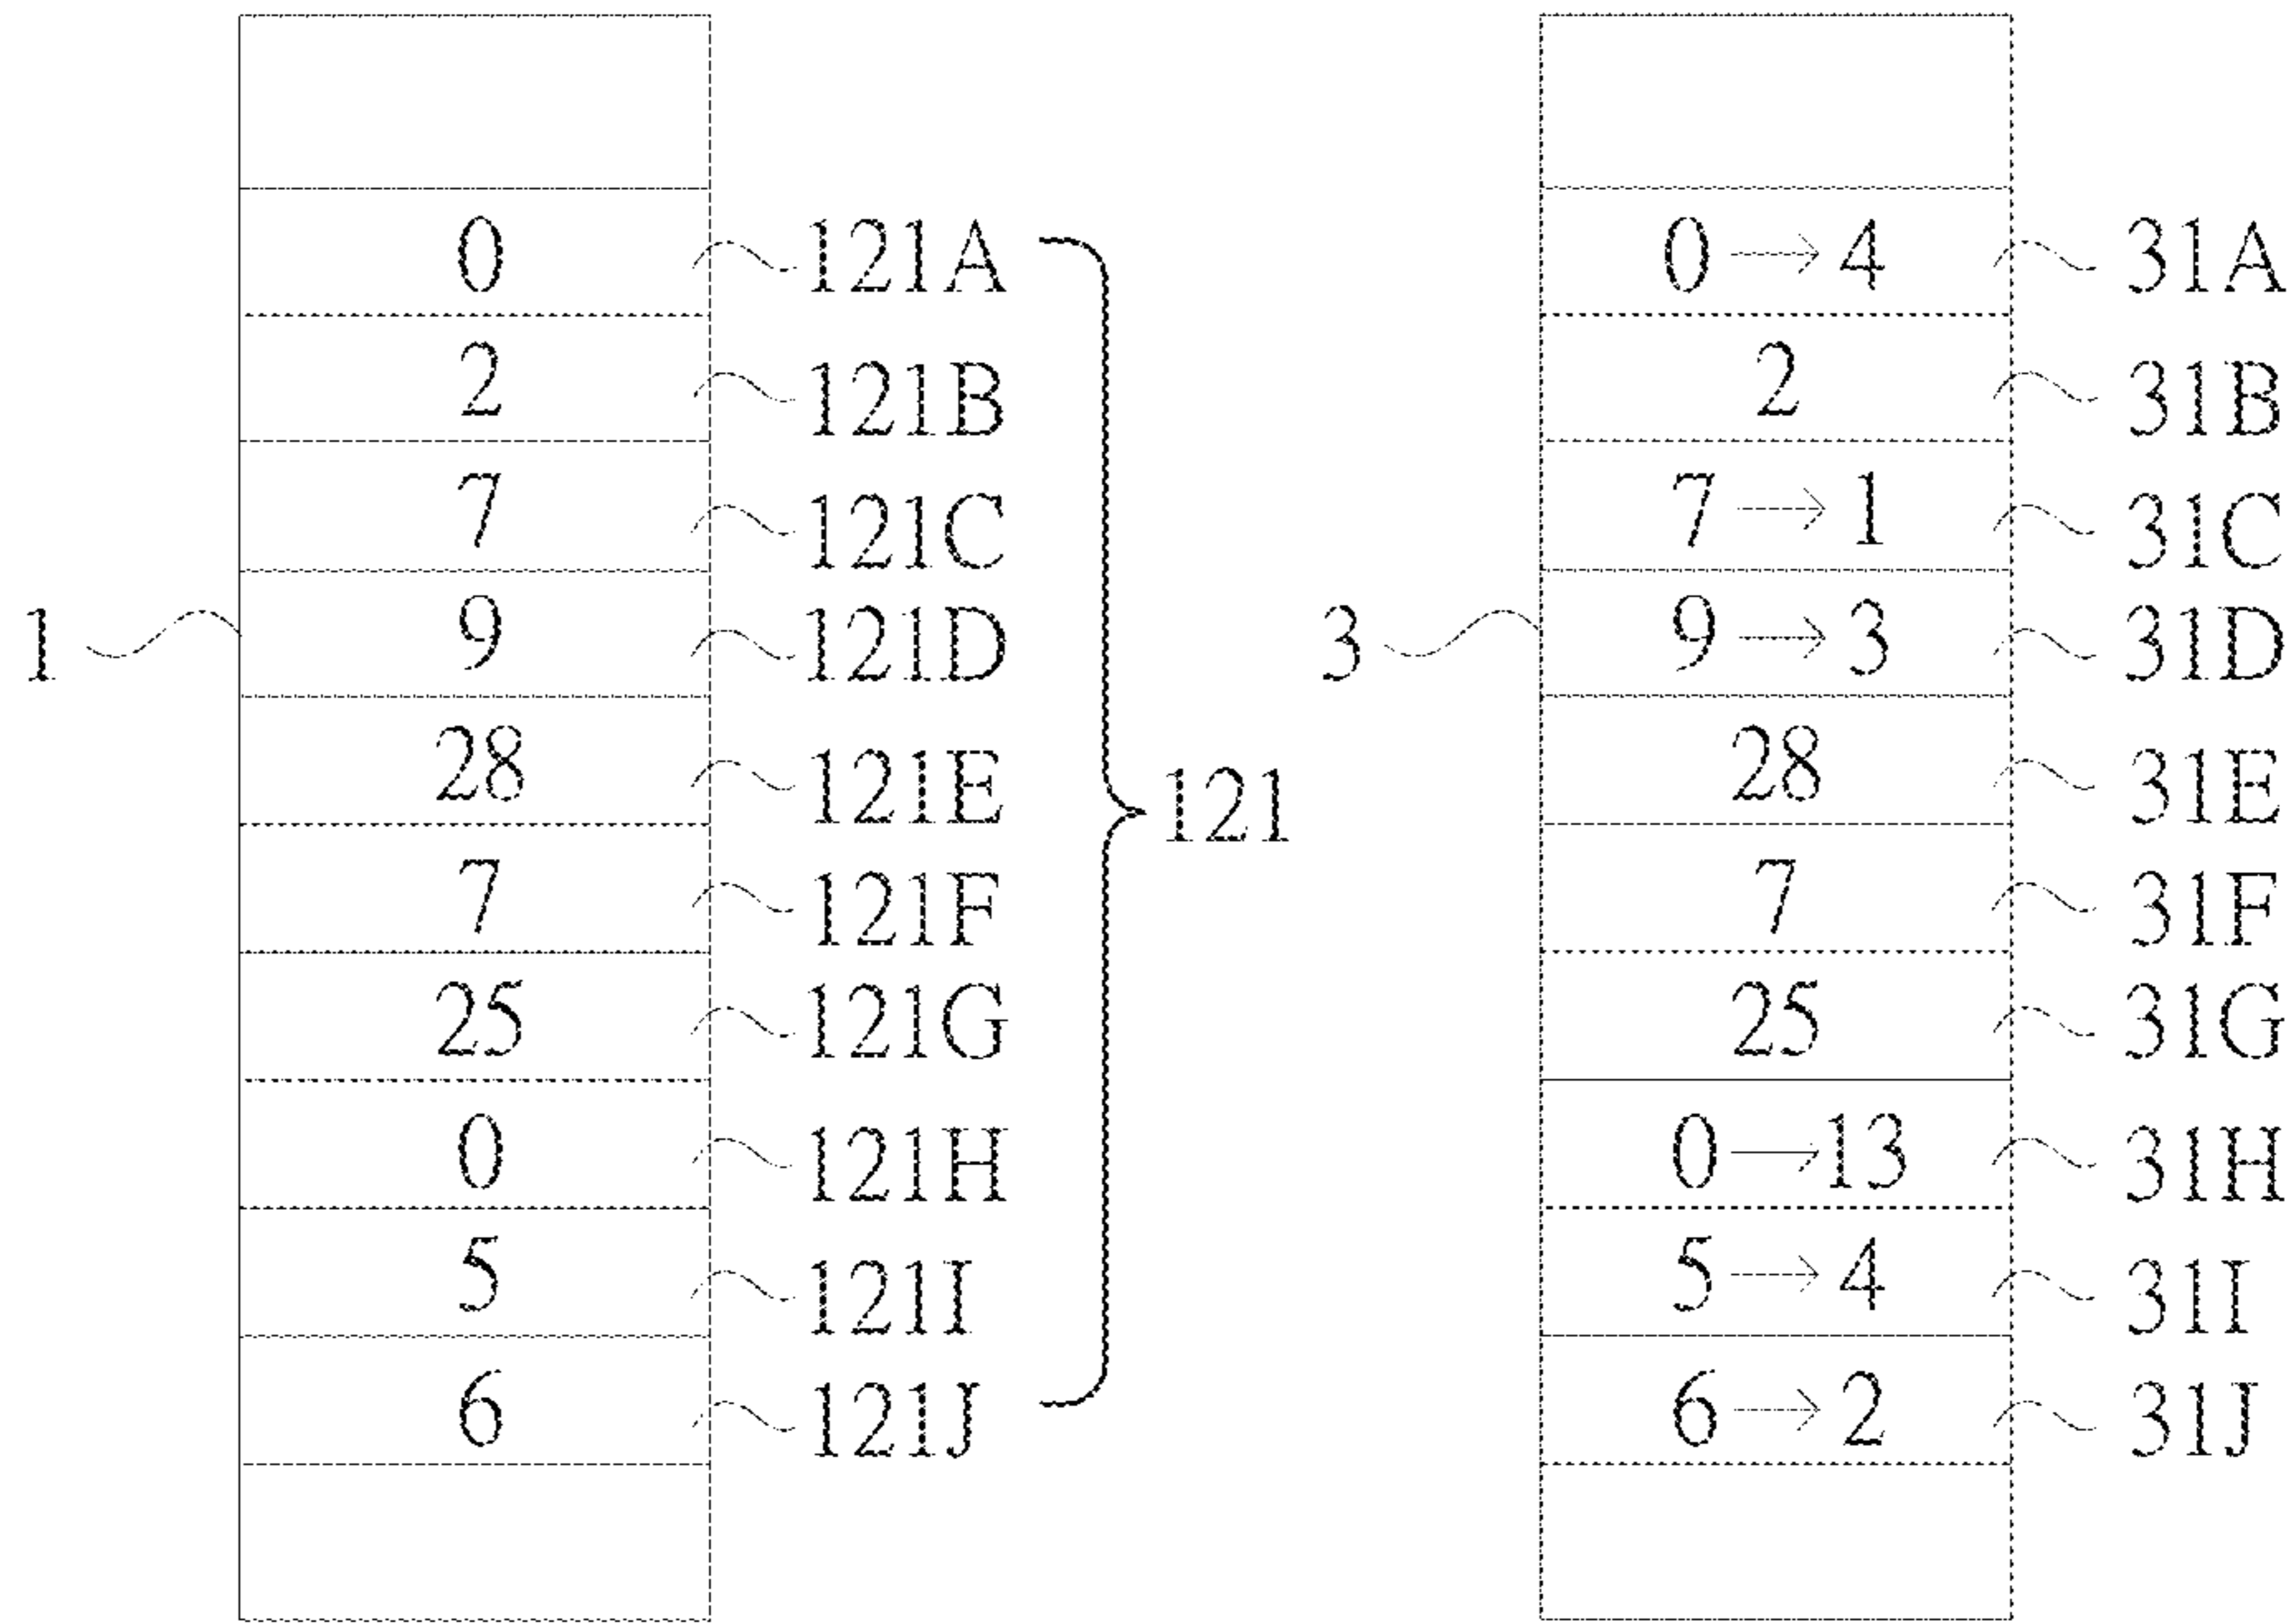 0 121A 0→4 31A
2 121B 2 31B
7 121C 7→1 31C
1 9 121D 3 9→3 31D
28 121E 28 31E
121
7 121F 7 31F
25 121G 25 31G
0 121H 0→13 31H
5 121I 5→4 31I
6 121J 6→2 31J